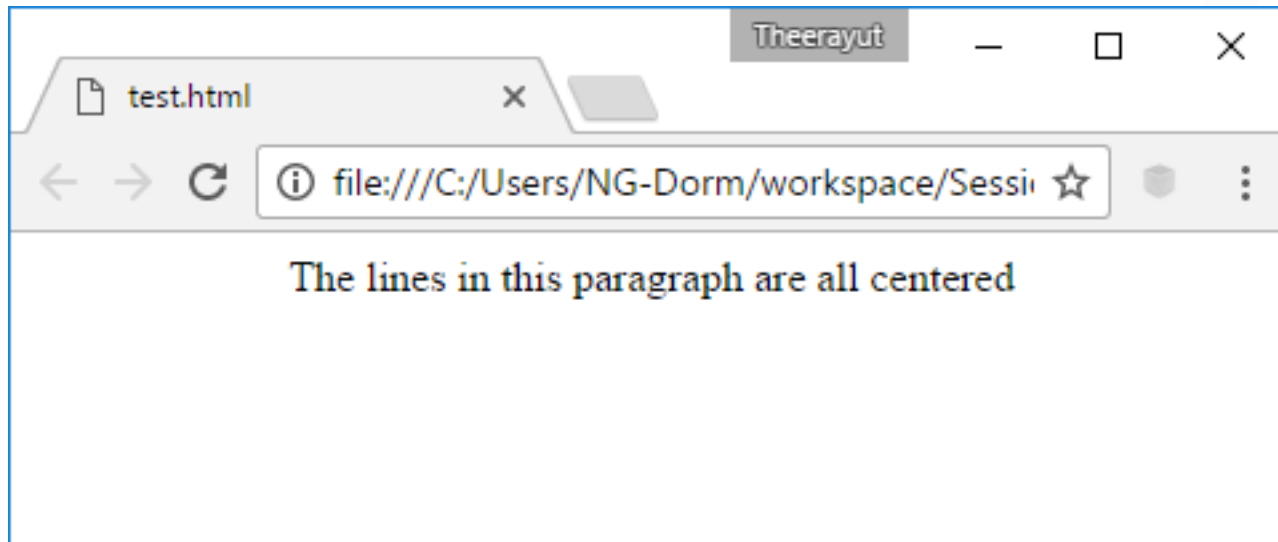 Theerayut
test.html
file:///C:/Users/NG-Dorm/workspace/Sessi
The lines in this paragraph are all centered